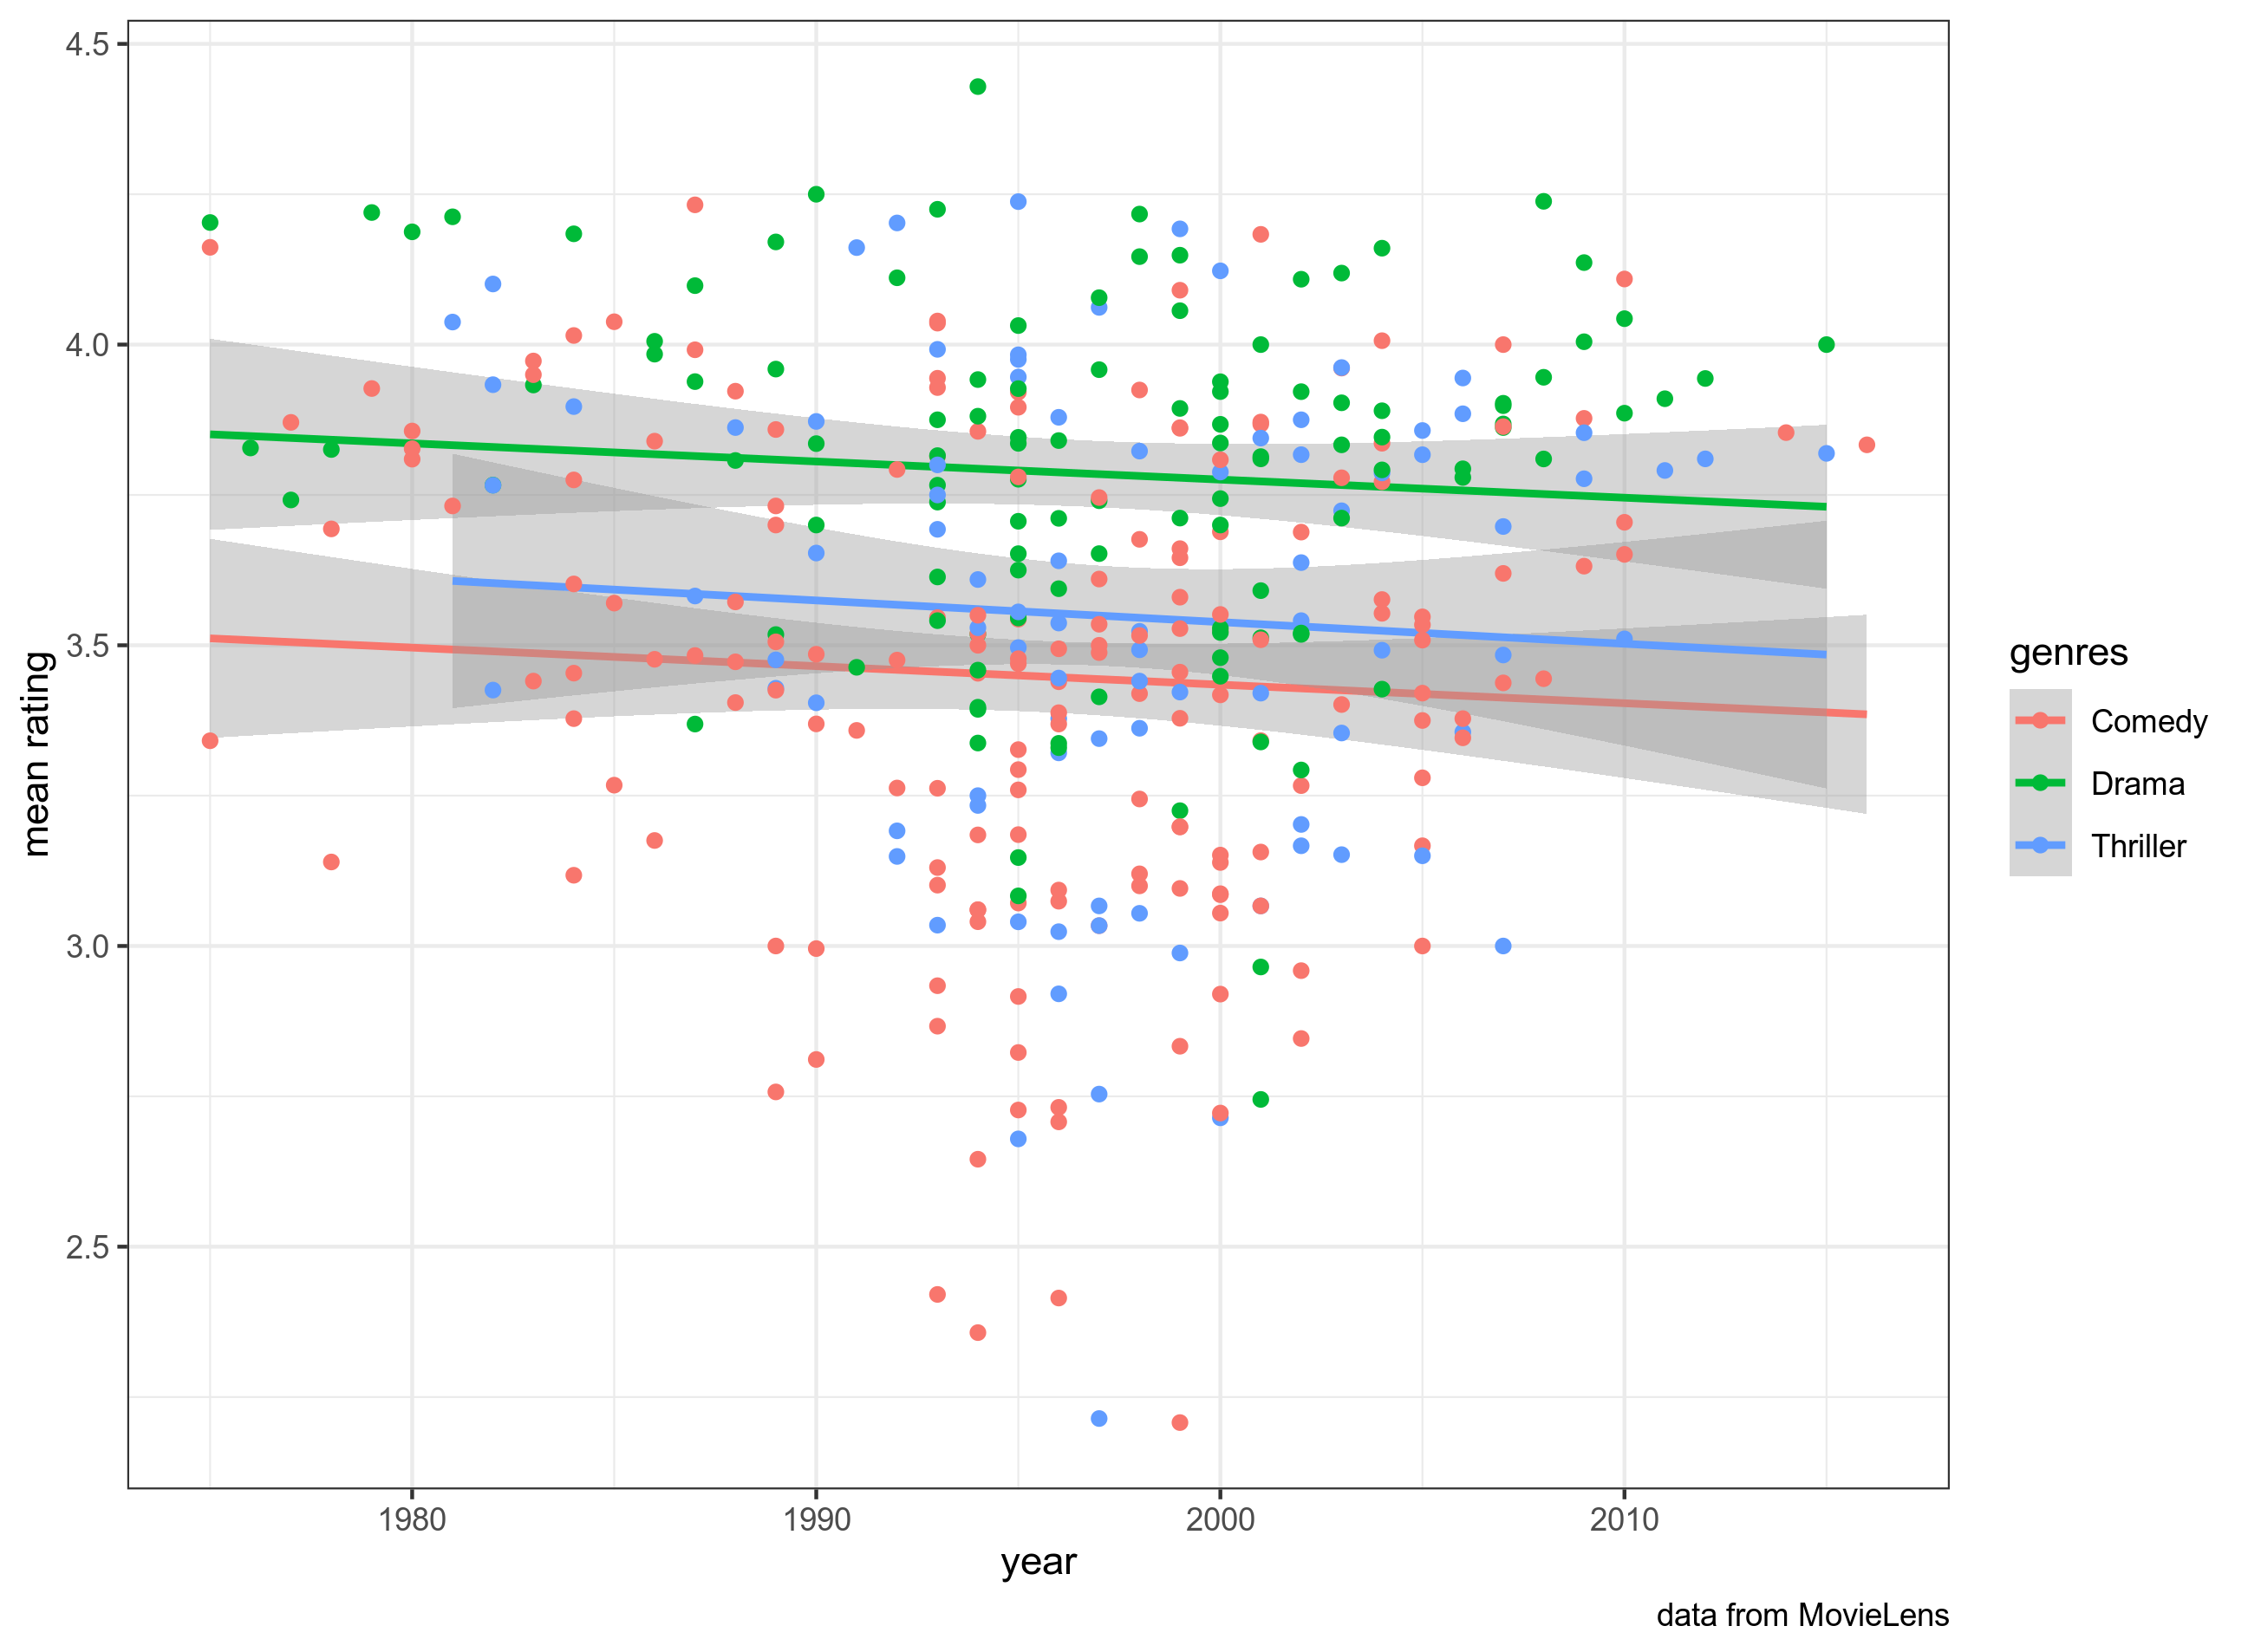 4.5
4.0
3.5
3.0
2.5
mean rating
1980
1990
2000
2010
year
genres
Comedy
Drama
Thriller
data from MovieLens